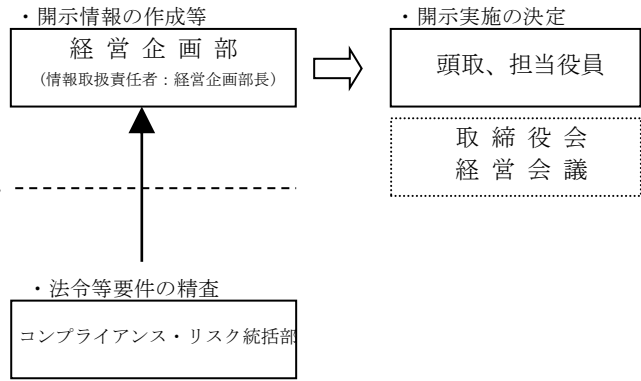 ・開示情報の作成等
経営企画部
(情報取扱責任者：経営企画部長)
・開示実施の決定
頭取、担当役員
取締役会
経営会議
・法令等要件の精査
コンプライアンス・リスク統括部